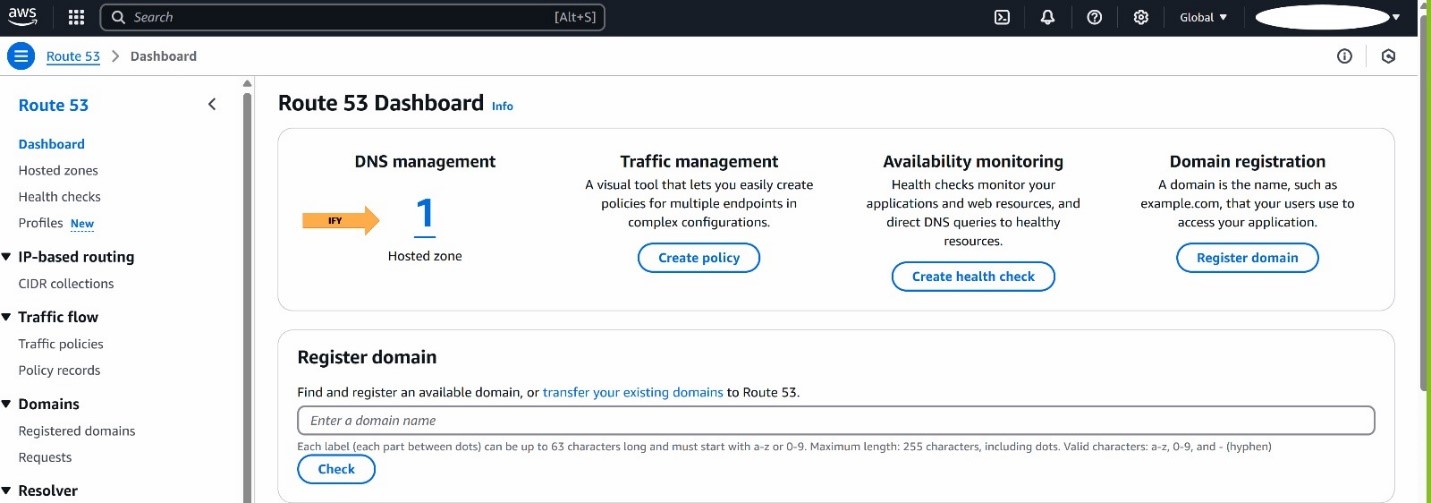 aws
Search [Alt+S]
Global
Route 53 > Dashboard
Route 53
Dashboard
Hosted zones
Health checks
Profiles New
IP-based routing
CIDR collections
Traffic flow
Traffic policies
Policy records
Domains
Registered domains
Requests
Resolver
Route 53 Dashboard Info
DNS management
IFY
1
Hosted zone
Traffic management
A visual tool that lets you easily create
policies for multiple endpoints in
complex configurations.
Create policy
Availability monitoring
Health checks monitor your
applications and web resources, and
direct DNS queries to healthy
resources.
Create health check
Domain registration
A domain is the name, such as
example.com, that your users use to
access your application.
Register domain
Register domain
Find and register an available domain, or transfer your existing domains to Route 53.
Enter a domain name
Each label (each part between dots) can be up to 63 characters long and must start with a-z or 0-9. Maximum length: 255 characters, including dots. Valid characters: a-z, 0-9, and - (hyphen)
Check